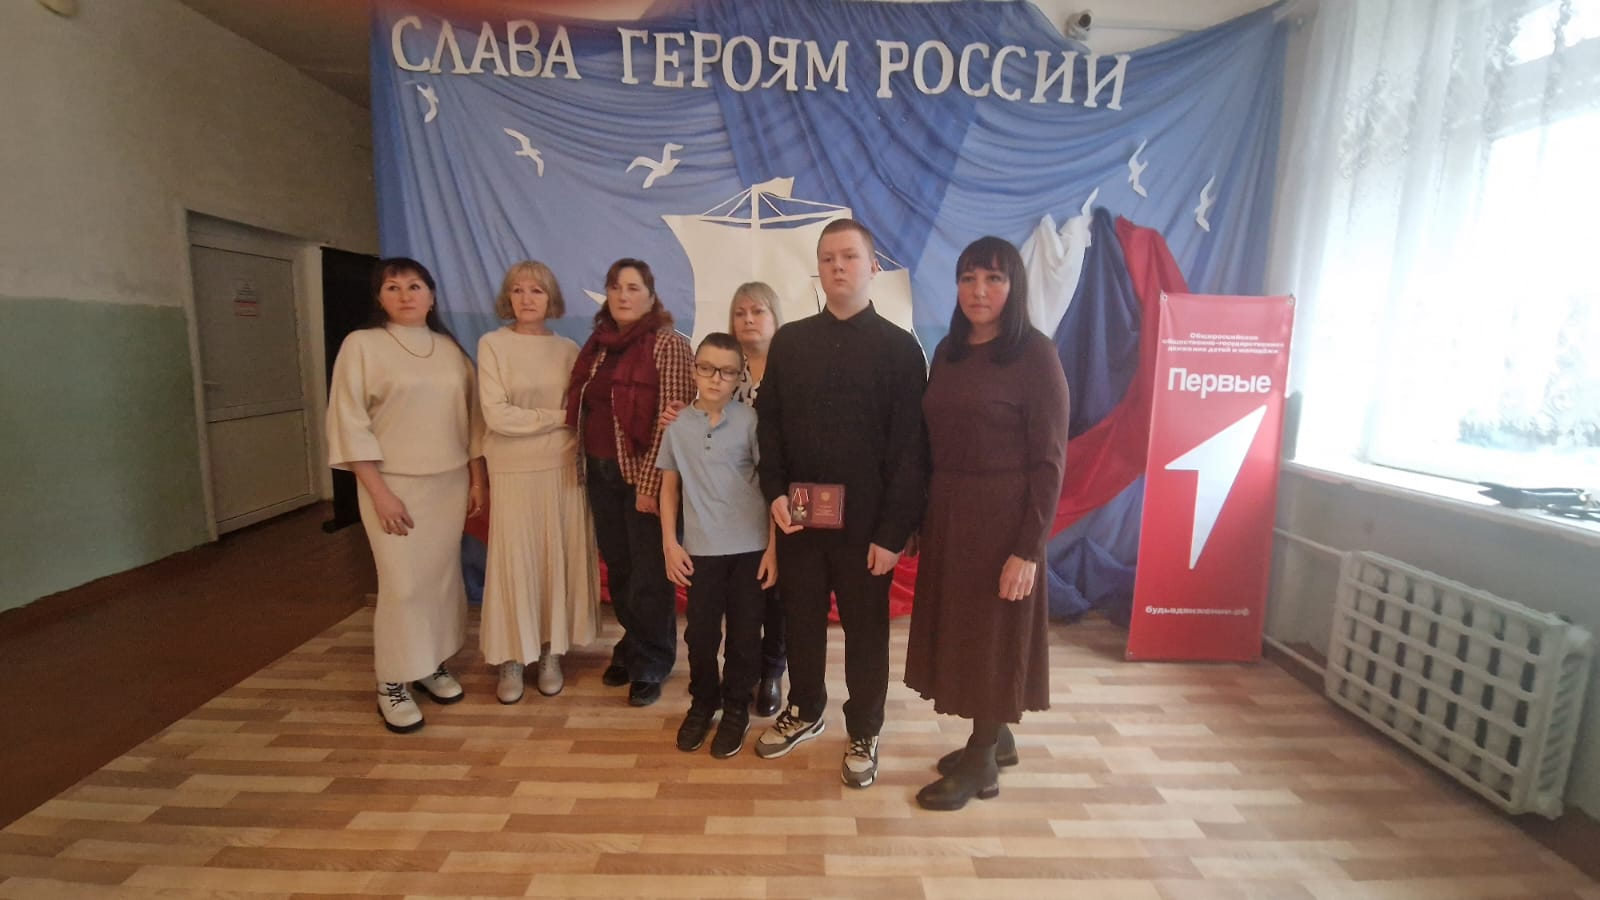 СЛАВА ГЕРОЯМ РОССИИ
Общероссийское
общественно-государственное
движение детей и молодёжи
Первые
будьвдвижении.рф